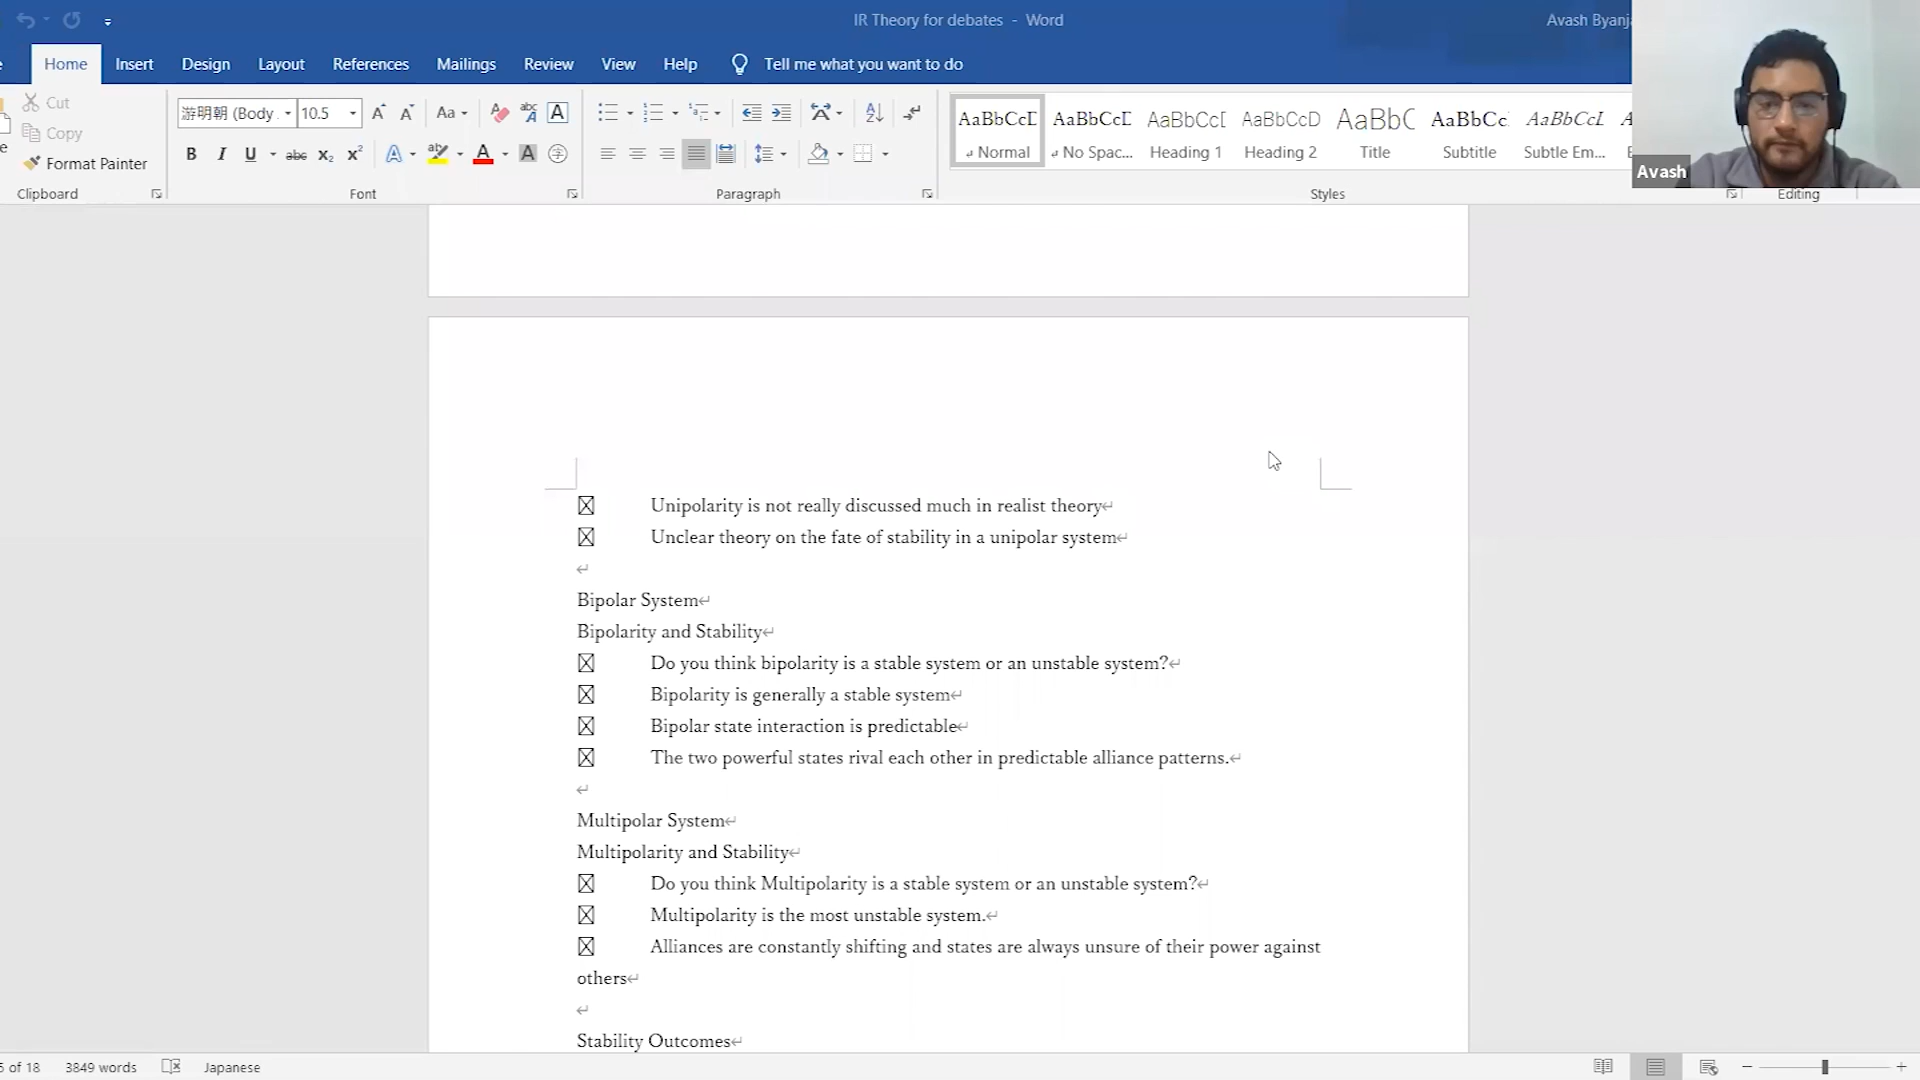 IR Theory for debates - Word
Avash Byanj
Home Insert Design Layout References Mailings Review View Help Tell me what you want to do
Cut
Copy
Format Painter
Clipboard
游明朝 (Body 10.5
Font
Paragraph
AaBbCcD AaBbCcD AaBbCcD AaBbCcD AaBbC AaBbCc AaBbCcL
Normal No Spac... Heading 1 Heading 2 Title Subtitle Subtle Em...
Styles
Editing
Avash
Unipolarity is not really discussed much in realist theory
Unclear theory on the fate of stability in a unipolar system
Bipolar System
Bipolarity and Stability
Do you think bipolarity is a stable system or an unstable system?
Bipolarity is generally a stable system
Bipolar state interaction is predictable
The two powerful states rival each other in predictable alliance patterns.
Multipolar System
Multipolarity and Stability
Do you think Multipolarity is a stable system or an unstable system?
Multipolarity is the most unstable system.
Alliances are constantly shifting and states are always unsure of their power against
others
Stability Outcomes
of 18 3849 words Japanese